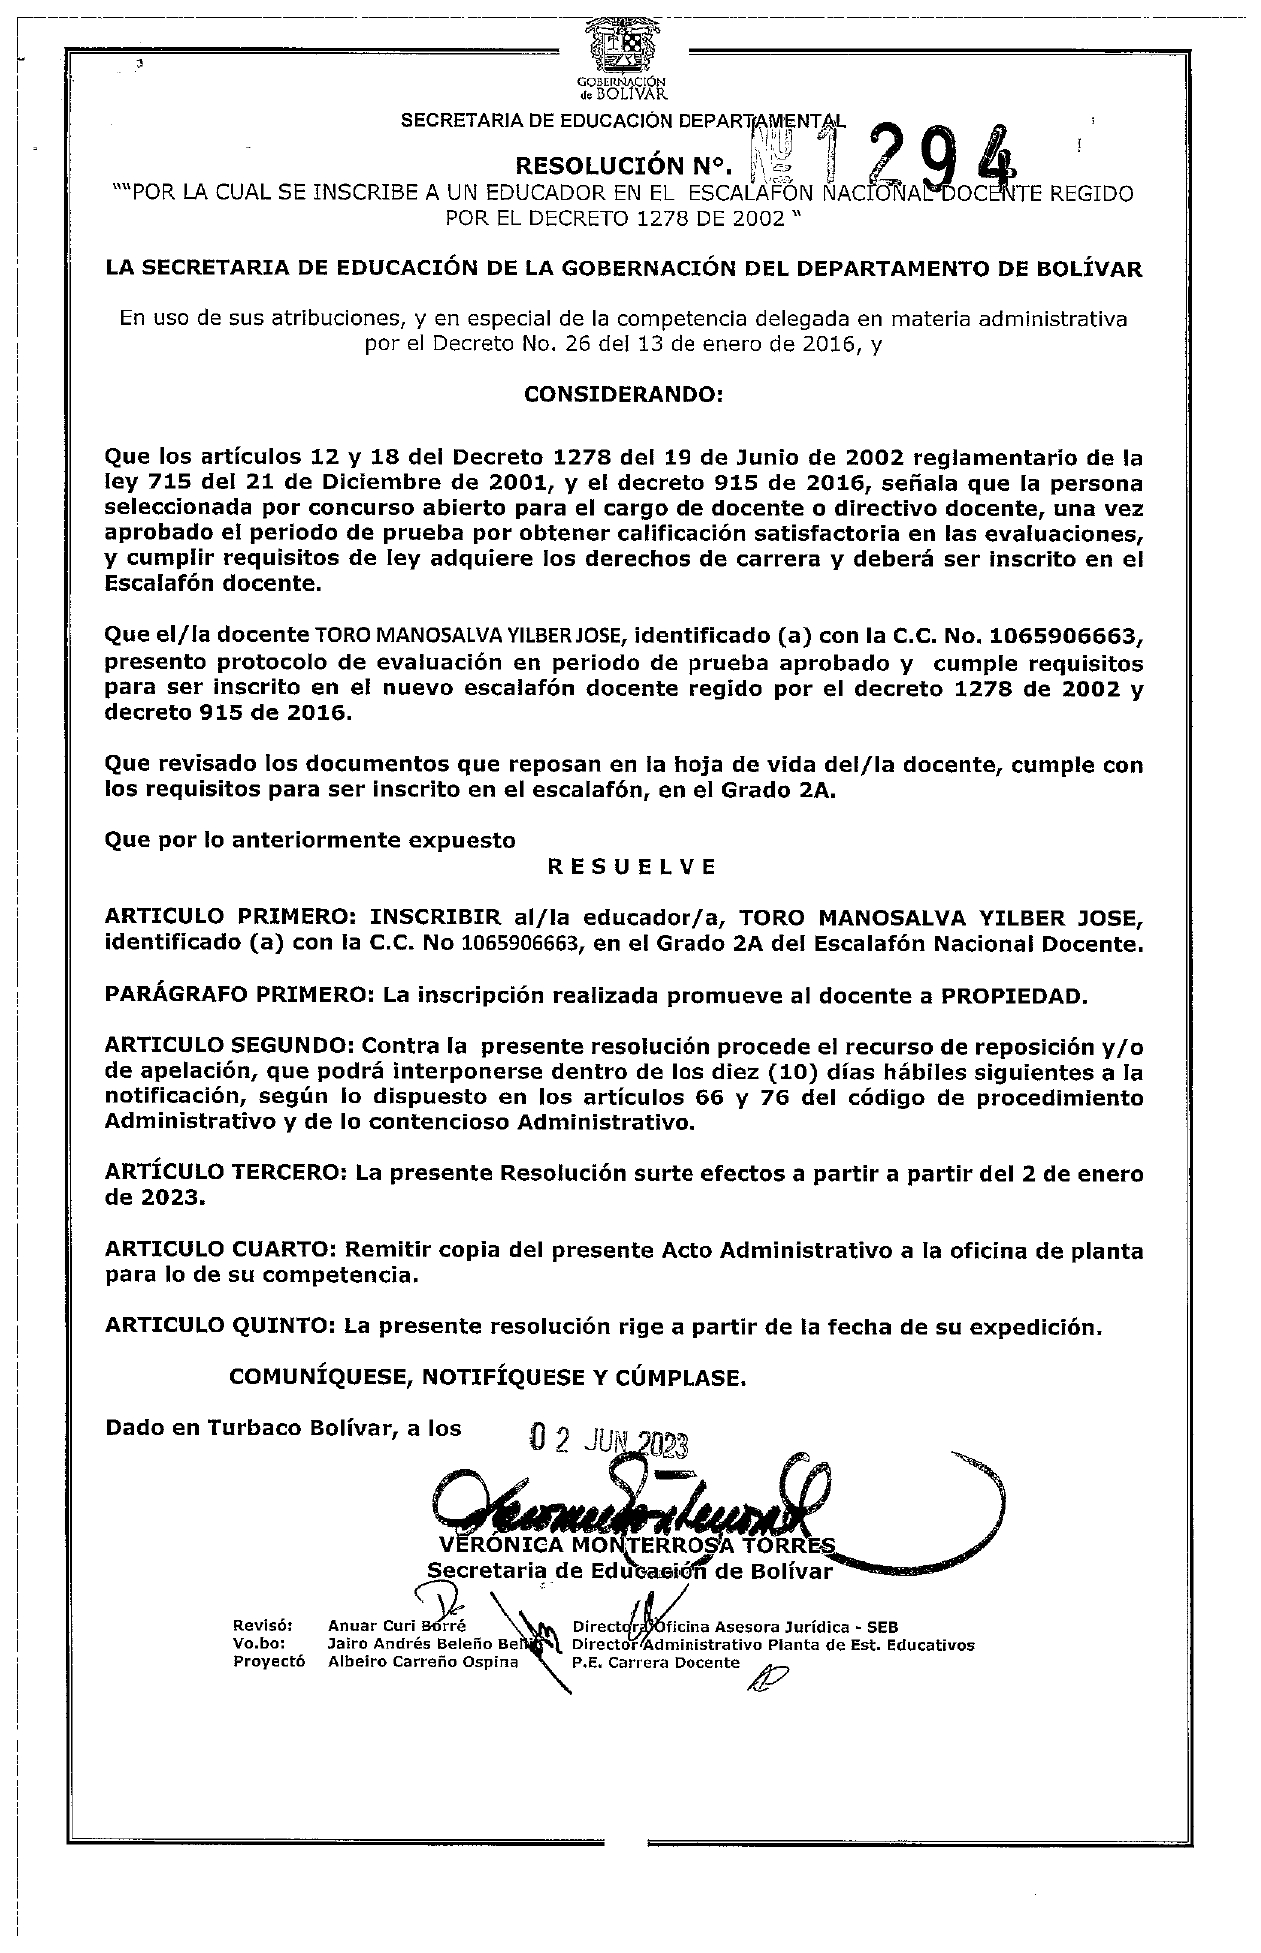 GOBERNACIÓN
de BOLÍVAR
SECRETARIA DE EDUCACIÓN DEPARTAMENTAL
RESOLUCIÓN Nº. Nº 1294
""POR LA CUAL SE INSCRIBE A UN EDUCADOR EN EL ESCALAFÓN NACIONAL DOCENTE REGIDO
POR EL DECRETO 1278 DE 2002 "
LA SECRETARIA DE EDUCACIÓN DE LA GOBERNACIÓN DEL DEPARTAMENTO DE BOLÍVAR
En uso de sus atribuciones, y en especial de la competencia delegada en materia administrativa
por el Decreto No. 26 del 13 de enero de 2016, y
CONSIDERANDO:
Que los artículos 12 y 18 del Decreto 1278 del 19 de Junio de 2002 reglamentario de la
ley 715 del 21 de Diciembre de 2001, y el decreto 915 de 2016, señala que la persona
seleccionada por concurso abierto para el cargo de docente o directivo docente, una vez
aprobado el periodo de prueba por obtener calificación satisfactoria en las evaluaciones,
y cumplir requisitos de ley adquiere los derechos de carrera y deberá ser inscrito en el
Escalafón docente.
Que el/la docente TORO MANOSALVA YILBER JOSE, identificado (a) con la C.C. No. 1065906663,
presento protocolo de evaluación en periodo de prueba aprobado y cumple requisitos
para ser inscrito en el nuevo escalafón docente regido por el decreto 1278 de 2002 y
decreto 915 de 2016.
Que revisado los documentos que reposan en la hoja de vida del/la docente, cumple con
los requisitos para ser inscrito en el escalafón, en el Grado 2A.
Que por lo anteriormente expuesto
R E S U E L V E
ARTICULO PRIMERO: INSCRIBIR al/la educador/a, TORO MANOSALVA YILBER JOSE,
identificado (a) con la C.C. No 1065906663, en el Grado 2A del Escalafón Nacional Docente.
PARÁGRAFO PRIMERO: La inscripción realizada promueve al docente a PROPIEDAD.
ARTICULO SEGUNDO: Contra la presente resolución procede el recurso de reposición y/o
de apelación, que podrá interponerse dentro de los diez (10) días hábiles siguientes a la
notificación, según lo dispuesto en los artículos 66 y 76 del código de procedimiento
Administrativo y de lo contencioso Administrativo.
ARTÍCULO TERCERO: La presente Resolución surte efectos a partir a partir del 2 de enero
de 2023.
ARTICULO CUARTO: Remitir copia del presente Acto Administrativo a la oficina de planta
para lo de su competencia.
ARTICULO QUINTO: La presente resolución rige a partir de la fecha de su expedición.
COMUNÍQUESE, NOTIFÍQUESE Y CÚMPLASE.
Dado en Turbaco Bolívar, a los 02 JUN 2023
VERÓNICA MONTERROSA TORRES
Secretaria de Educación de Bolívar
Revisó: Anuar Curi Borré Directora Oficina Asesora Jurídica - SEB
Vo.bo: Jairo Andrés Beleño Director Administrativo Planta de Est. Educativos
Proyectó Albeiro Carreño Ospina P.E. Carrera Docente